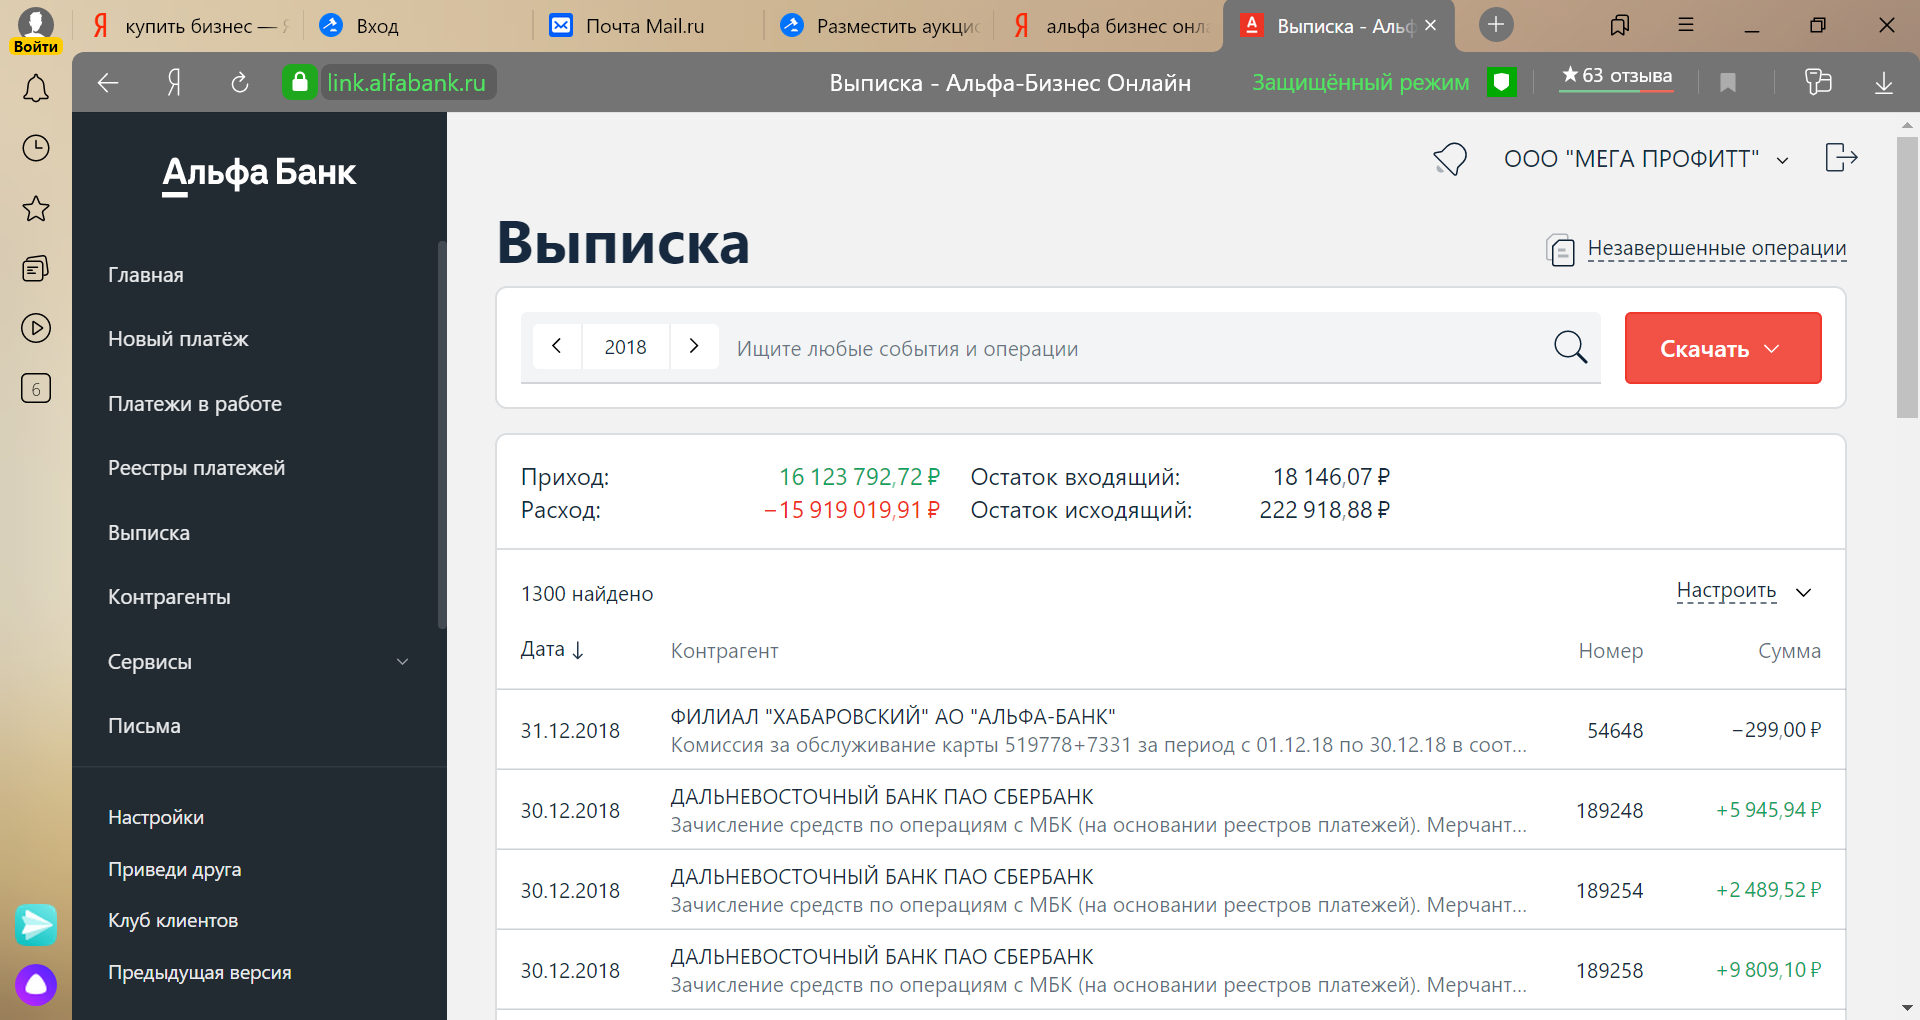 Войти
купить бизнес —
Вход
Почта Mail.ru
Разместить аукци
альфа бизнес онл
Выписка - Альф
link.alfabank.ru
Выписка - Альфа-Бизнес Онлайн
Защищённый режим
★ 63 отзыва
6
Альфа Банк
Главная
Новый платёж
Платежи в работе
Реестры платежей
Выписка
Контрагенты
Сервисы
Письма
Настройки
Приведи друга
Клуб клиентов
Предыдущая версия
ООО "МЕГА ПРОФИТТ"
Выписка
Незавершенные операции
2018
Ищите любые события и операции
Скачать
Приход: 16 123 792,72 ₽ Остаток входящий: 18 146,07 ₽
Расход: −15 919 019,91 ₽ Остаток исходящий: 222 918,88 ₽
1300 найдено
Настроить
Дата ↓ Контрагент Номер Сумма
ФИЛИАЛ "ХАБАРОВСКИЙ" АО "АЛЬФА-БАНК"
31.12.2018 54648 −299,00 ₽
Комиссия за обслуживание карты 519778+7331 за период с 01.12.18 по 30.12.18 в соот...
ДАЛЬНЕВОСТОЧНЫЙ БАНК ПАО СБЕРБАНК
30.12.2018 189248 +5 945,94 ₽
Зачисление средств по операциям с МБК (на основании реестров платежей). Мерчант...
ДАЛЬНЕВОСТОЧНЫЙ БАНК ПАО СБЕРБАНК
30.12.2018 189254 +2 489,52 ₽
Зачисление средств по операциям с МБК (на основании реестров платежей). Мерчант...
ДАЛЬНЕВОСТОЧНЫЙ БАНК ПАО СБЕРБАНК
30.12.2018 189258 +9 809,10 ₽
Зачисление средств по операциям с МБК (на основании реестров платежей). Мерчант...